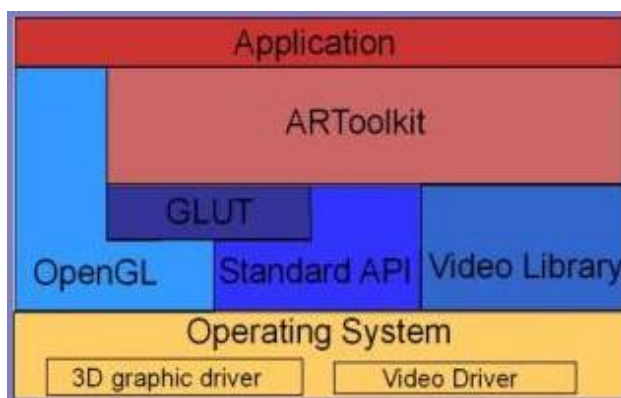 Application
ARToolkit
GLUT
OpenGL
Standard API
Video Library
Operating System
3D graphic driver
Video Driver